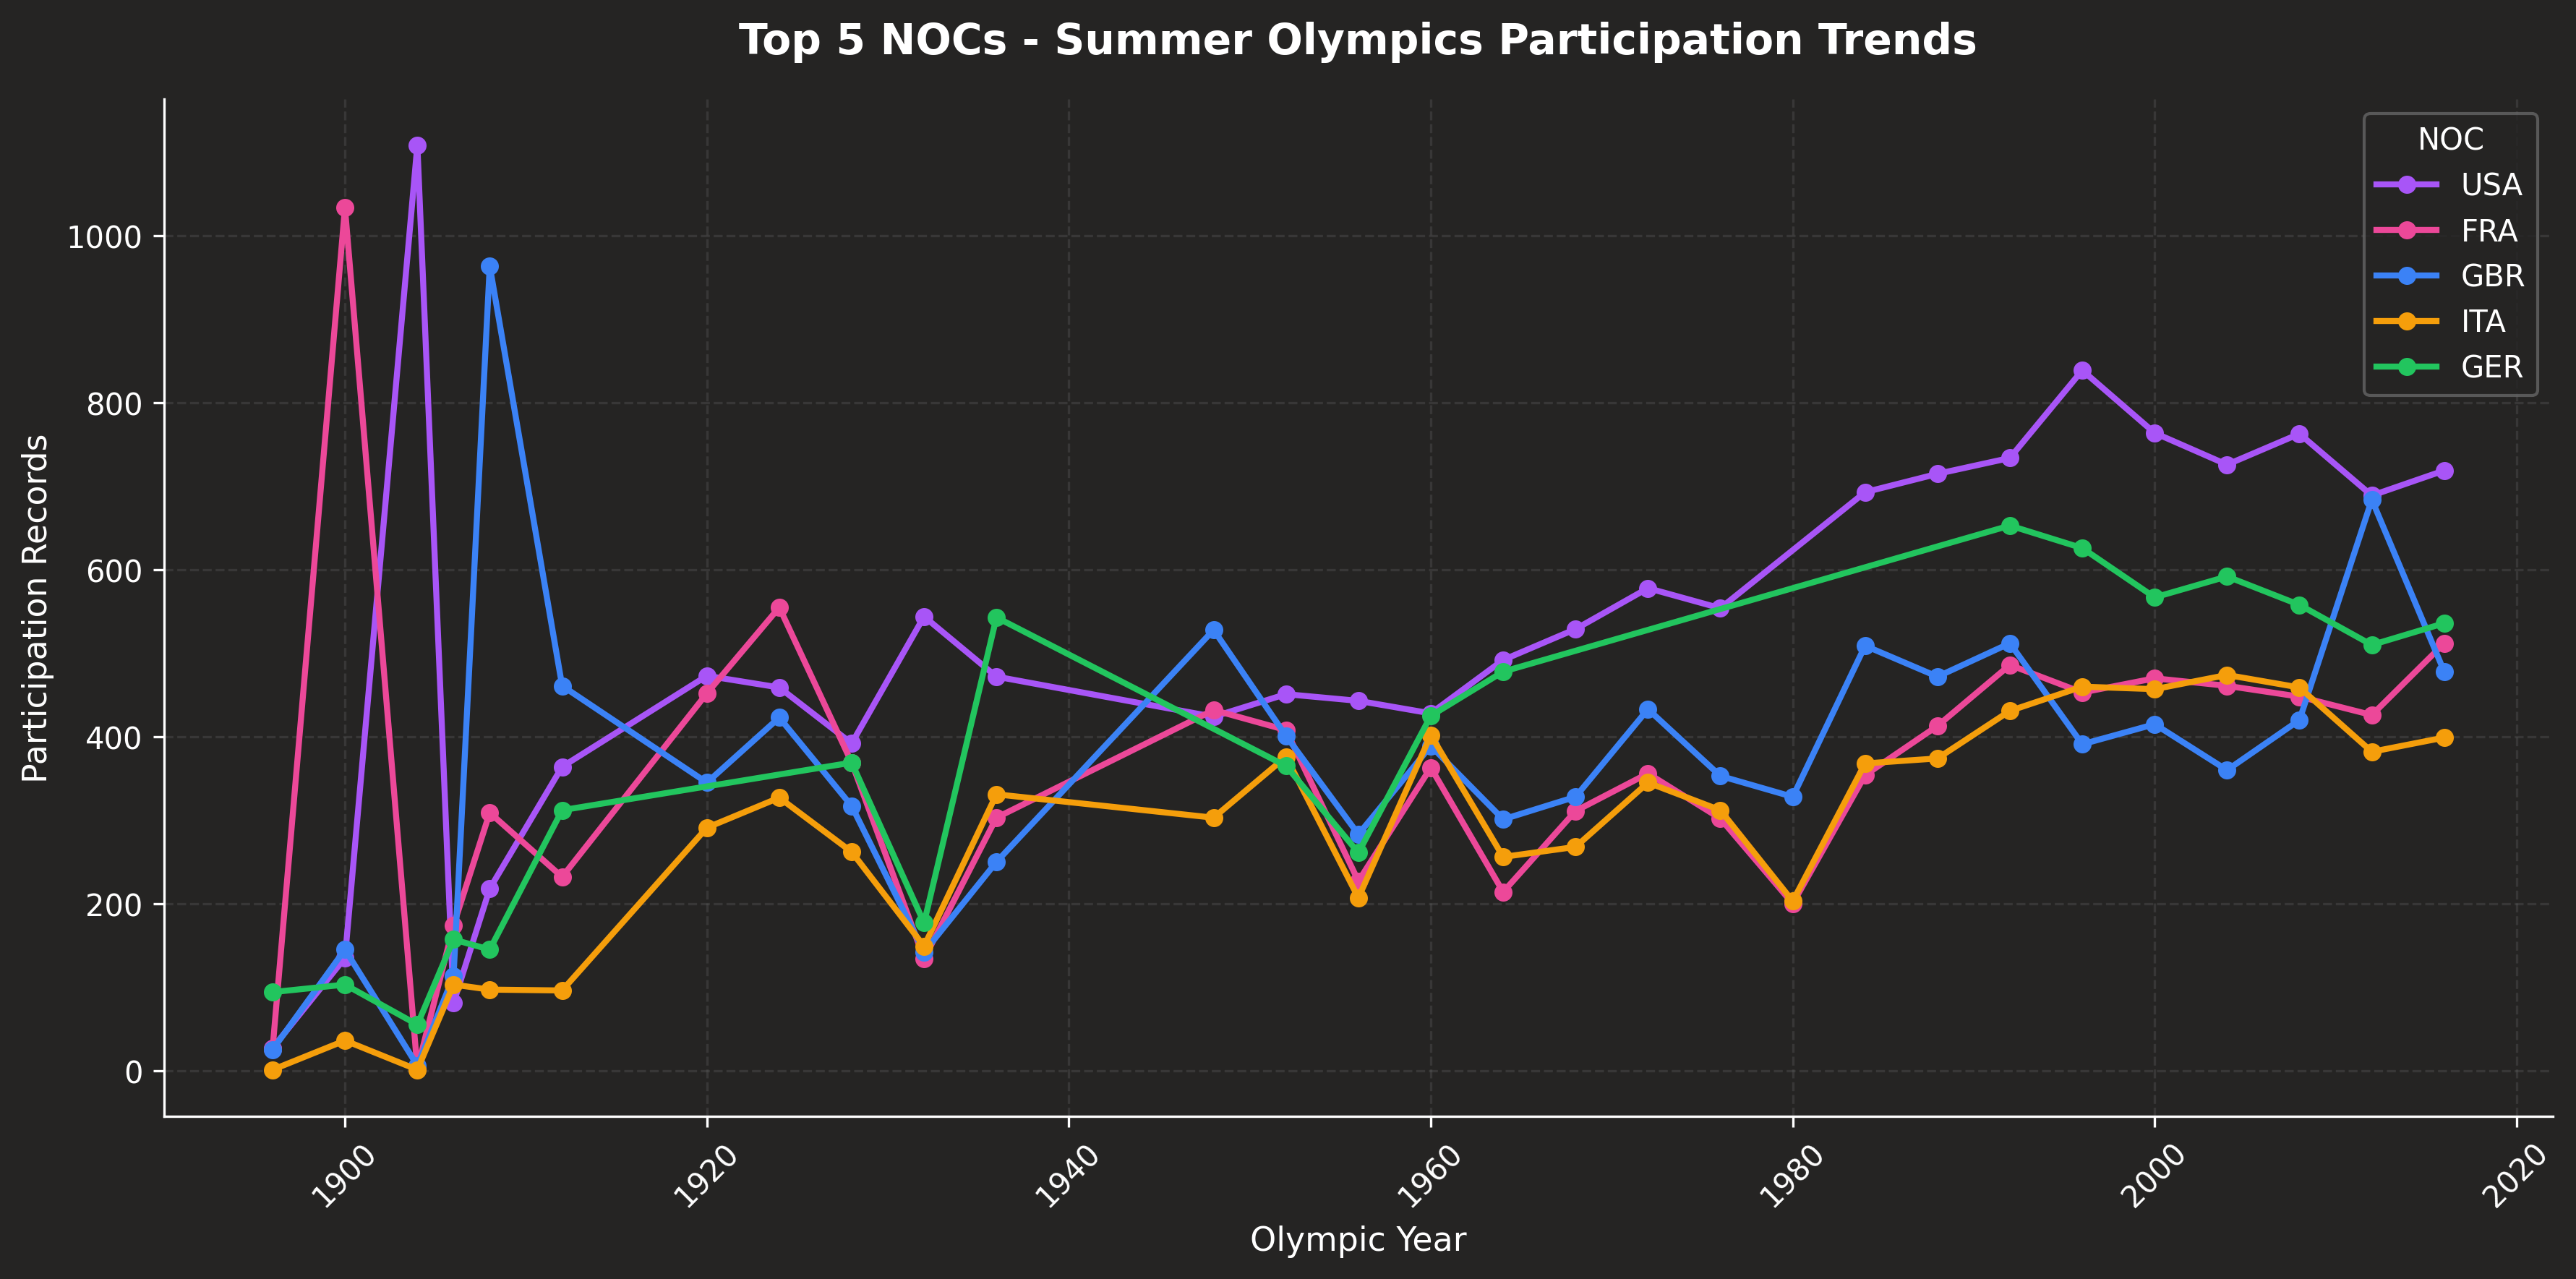 Top 5 NOCs - Summer Olympics Participation Trends
NOC
USA
FRA
GBR
ITA
GER
Participation Records
1000
800
600
400
200
0
1900
1920
1940
1960
1980
2000
2020
Olympic Year